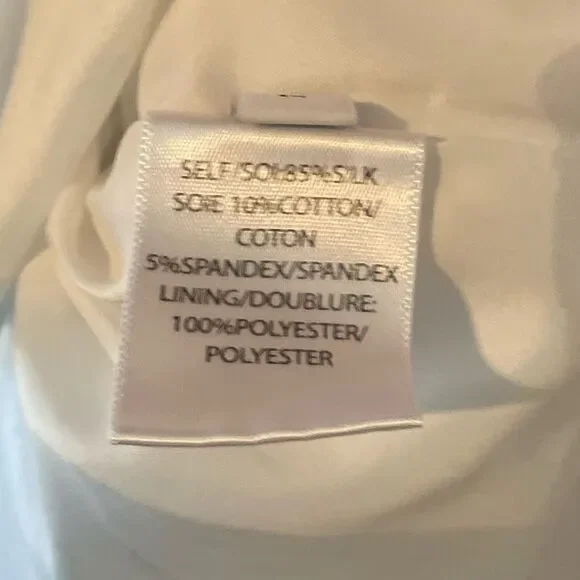 SELF/SOI:85%SILK
SOIE 10%COTTON/
COTON
5%SPANDEX/SPANDEX
LINING/DOUBLURE:
100%POLYESTER/
POLYESTER